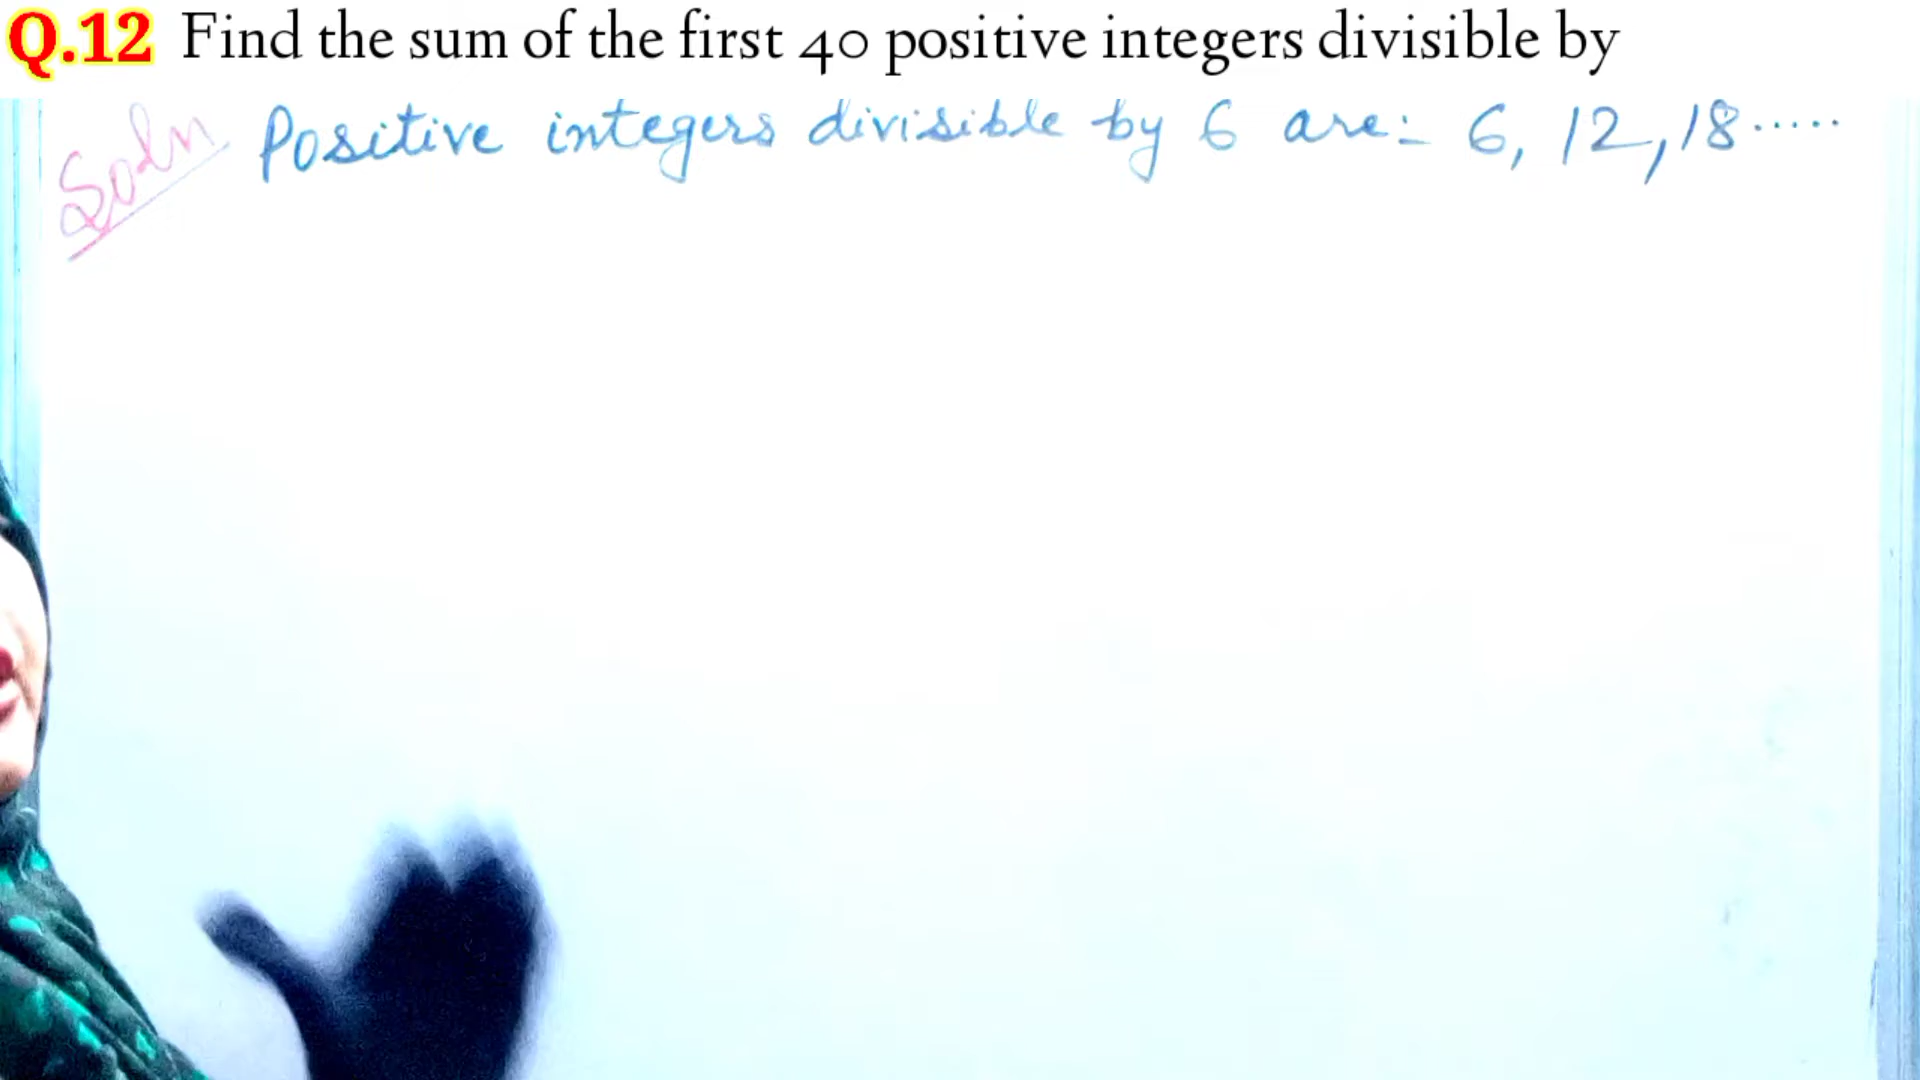 Q.12 Find the sum of the first 40 positive integers divisible by
Soln Positive integers divisible by 6 are:- 6, 12, 18.....